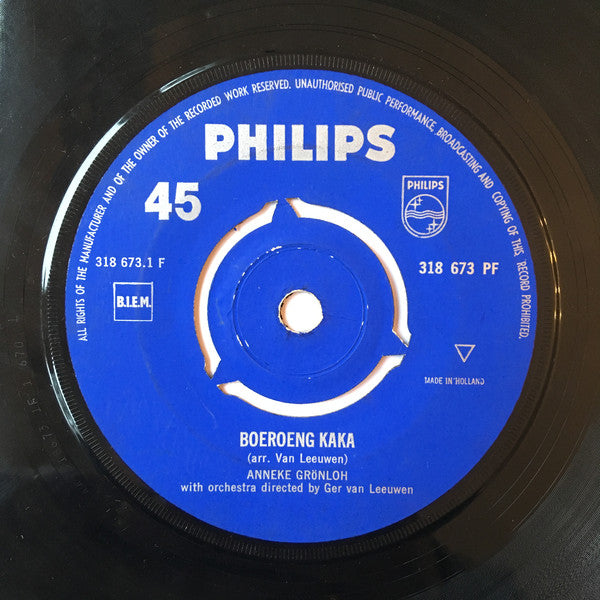 ALL RIGHTS OF THE MANUFACTURER AND OF THE OWNER OF THE RECORDED WORK RESERVED. UNAUTHORISED PUBLIC PERFORMANCE, BROADCASTING AND COPYING OF THIS RECORD PROHIBITED.
PHILIPS
45
PHILIPS
318 673.1 F
318 673 PF
B.I.E.M.
MADE IN HOLLAND
BOEROENG KAKA
(arr. Van Leeuwen)
ANNEKE GRÖNLOH
with orchestra directed by Ger van Leeuwen